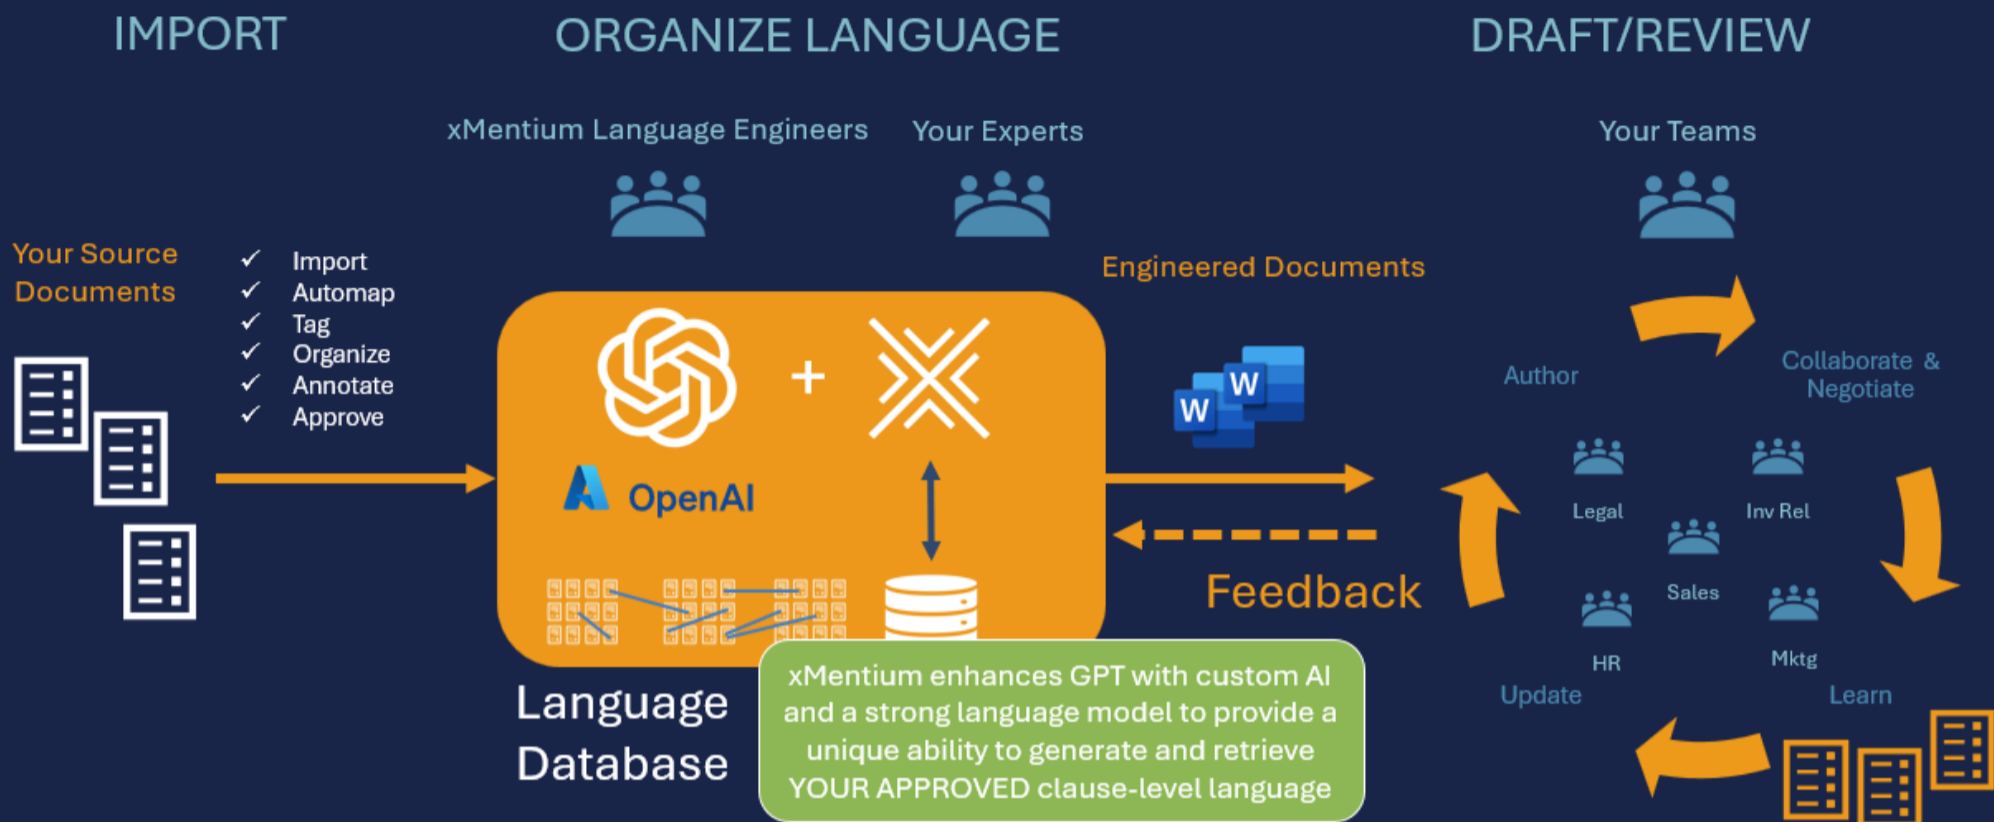 IMPORT
ORGANIZE LANGUAGE
DRAFT/REVIEW
xMentium Language Engineers
Your Experts
Your Teams
Your Source
Documents
✓ Import
✓ Automap
✓ Tag
✓ Organize
✓ Annotate
✓ Approve
+
OpenAI
Language
Database
xMentium enhances GPT with custom AI
and a strong language model to provide a
unique ability to generate and retrieve
YOUR APPROVED clause-level language
Engineered Documents
W
W
Feedback
Author
Collaborate &
Negotiate
Legal
Inv Rel
Sales
HR
Mktg
Update
Learn